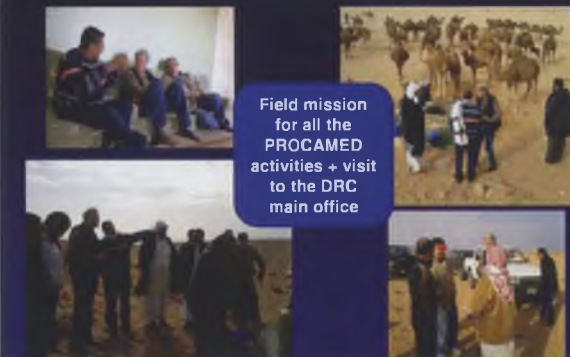 Field mission
for all the
PROCAMED
activities + visit
to the DRC
main office